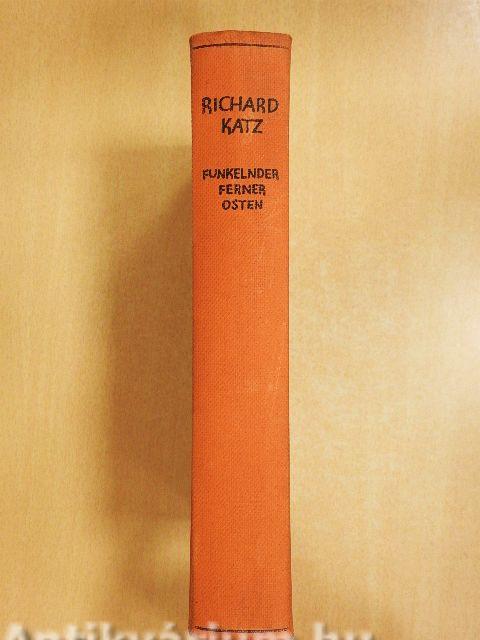 RICHARD
KATZ
FUNKELNDER
FERNER
OSTEN